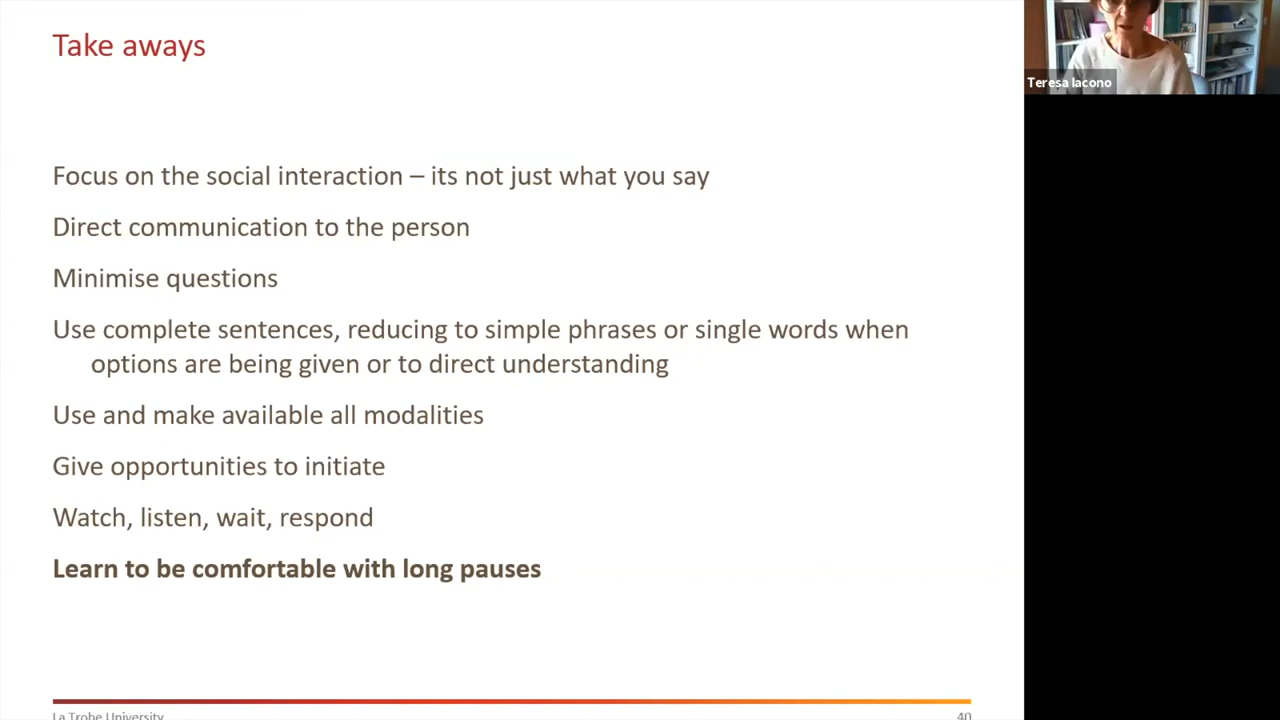 Take aways
Teresa Iacono
Focus on the social interaction – its not just what you say
Direct communication to the person
Minimise questions
Use complete sentences, reducing to simple phrases or single words when
options are being given or to direct understanding
Use and make available all modalities
Give opportunities to initiate
Watch, listen, wait, respond
Learn to be comfortable with long pauses
La Trobe University
40